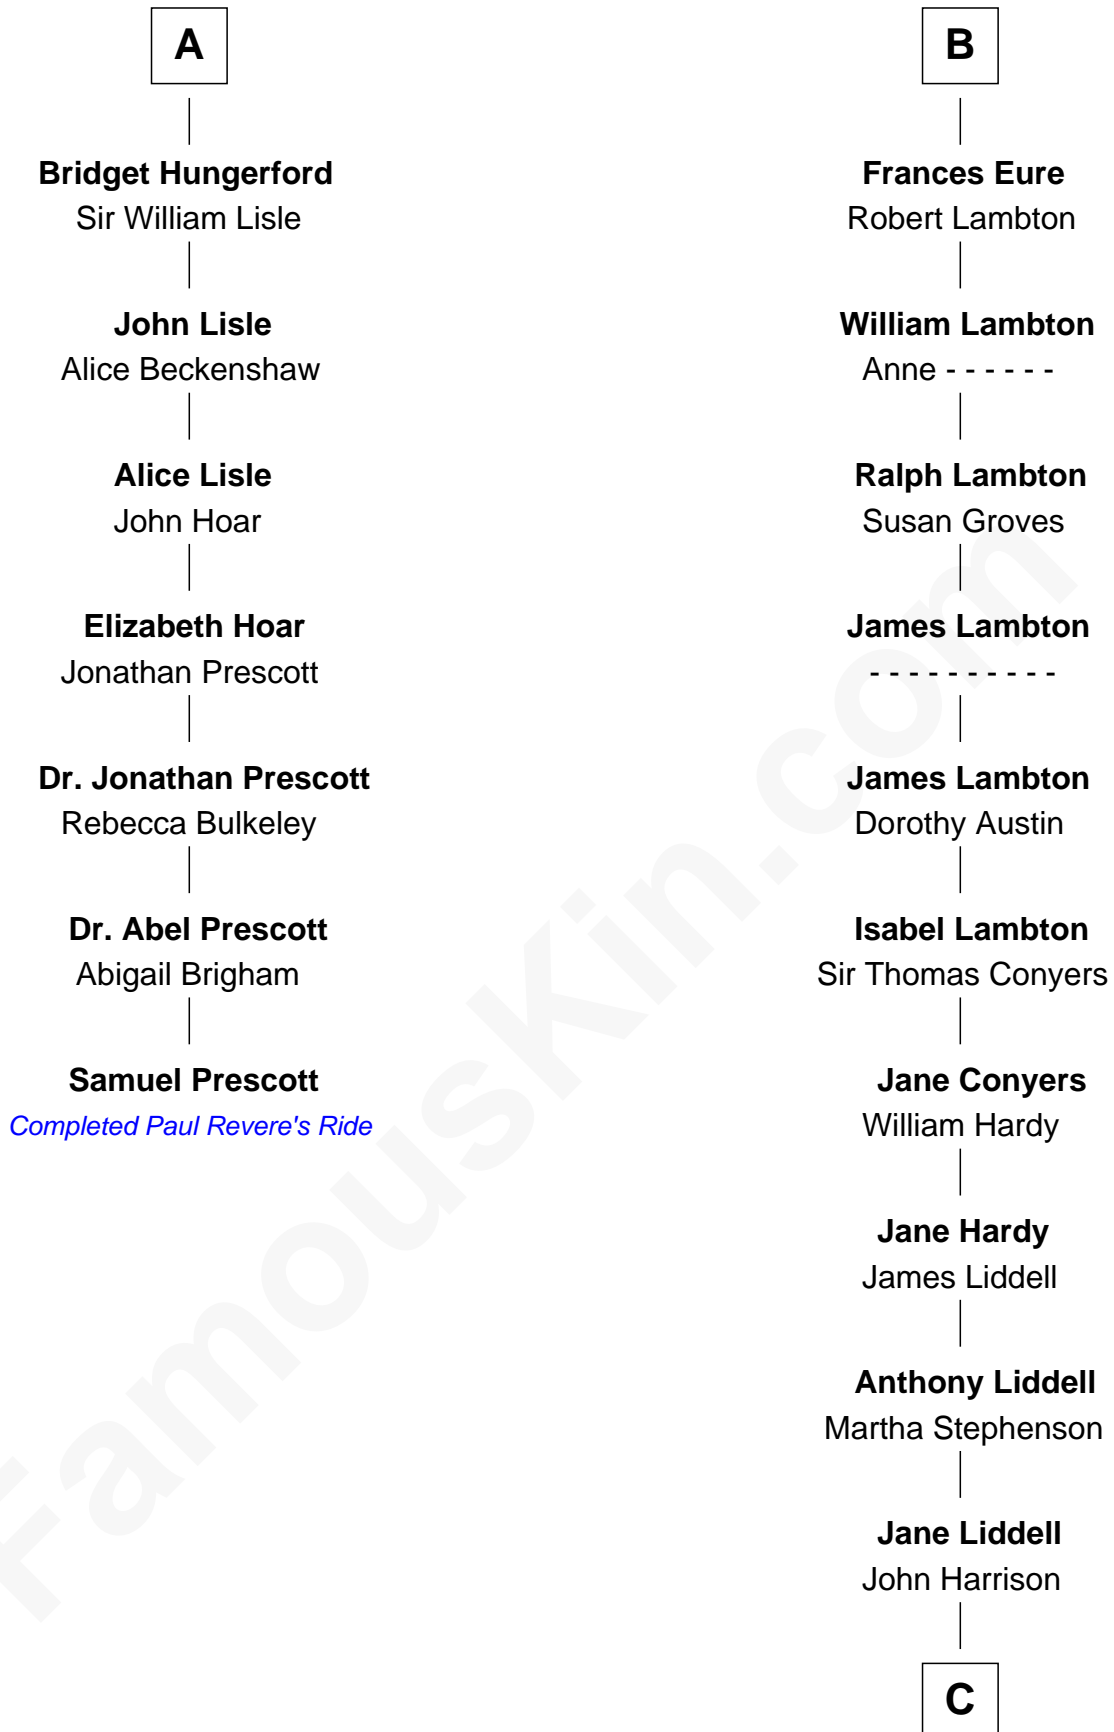 A
Bridget Hungerford
Sir William Lisle
John Lisle
Alice Beckenshaw
Alice Lisle
John Hoar
Elizabeth Hoar
Jonathan Prescott
Dr. Jonathan Prescott
Rebecca Bulkeley
Dr. Abel Prescott
Abigail Brigham
Samuel Prescott
Completed Paul Revere's Ride
B
Frances Eure
Robert Lambton
William Lambton
Anne - - - - - -
Ralph Lambton
Susan Groves
James Lambton
- - - - - - - - - -
James Lambton
Dorothy Austin
Isabel Lambton
Sir Thomas Conyers
Jane Conyers
William Hardy
Jane Hardy
James Liddell
Anthony Liddell
Martha Stephenson
Jane Liddell
John Harrison
C
FamousKin.com